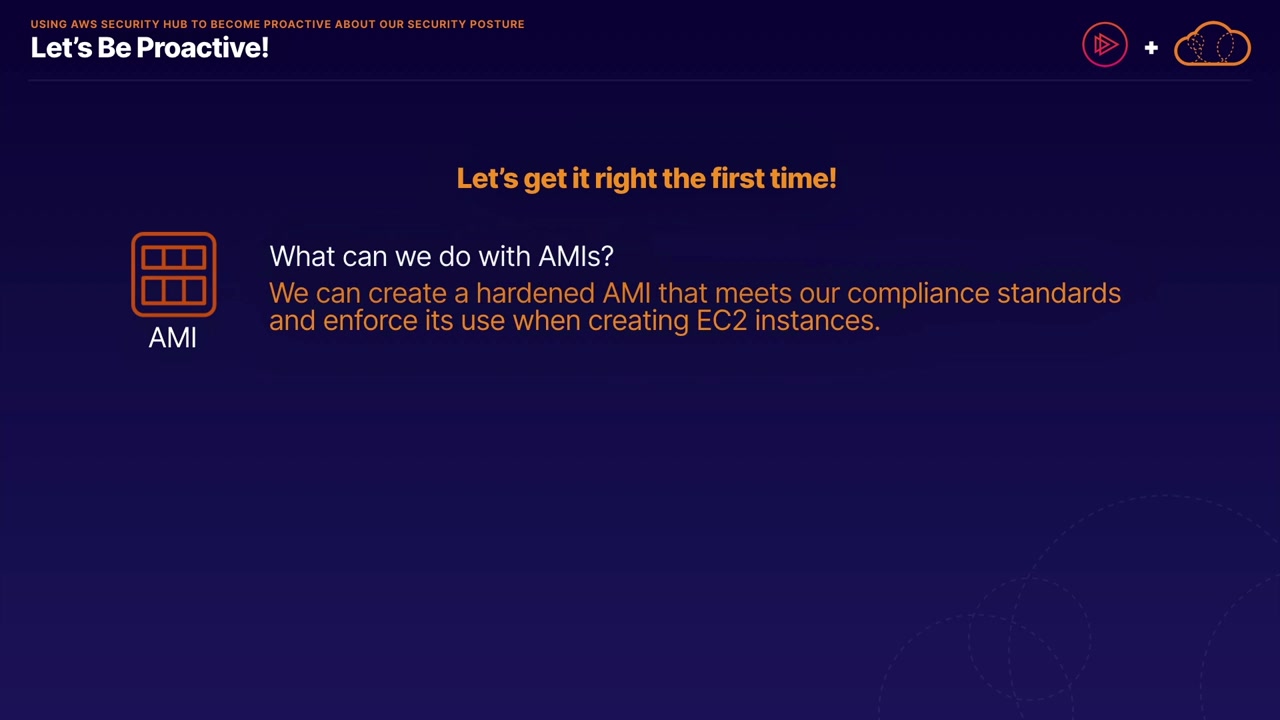 USING AWS SECURITY HUB TO BECOME PROACTIVE ABOUT OUR SECURITY POSTURE
Let’s Be Proactive!
+
Let’s get it right the first time!
What can we do with AMIs?
We can create a hardened AMI that meets our compliance standards
and enforce its use when creating EC2 instances.
AMI